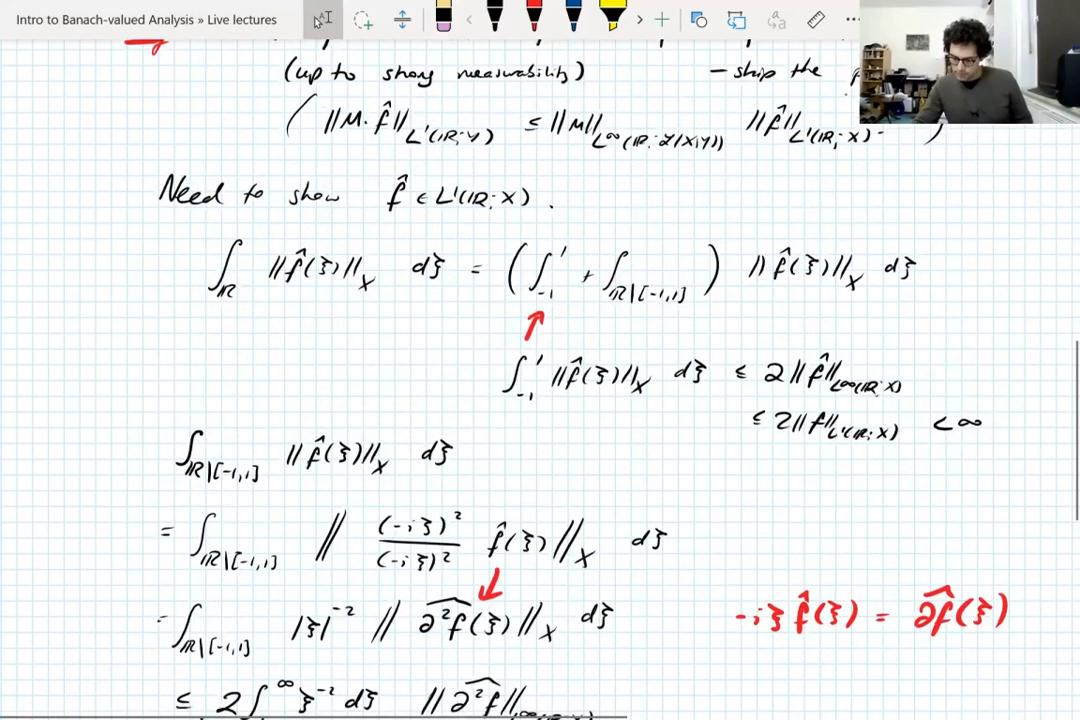 Intro to Banach-valued Analysis » Live lectures
(up to strong measurability) – skip the
( ||M·f̂||_{L¹(ℝ;Y)} ≤ ||M||_{L∞(ℝ;ℒ(X,Y))} ||f̂||_{L¹(ℝ;X)} · )
Need to show f̂ ∈ L¹(ℝ;X).
∫_ℝ ||f̂(ξ)||_X dξ = ( ∫_{-1}^{1} + ∫_{ℝ\[-1,1]} ) ||f̂(ξ)||_X dξ
∫_{-1}^{1} ||f̂(ξ)||_X dξ ≤ 2||f̂||_{L∞(ℝ;X)}
≤ 2||f||_{L¹(ℝ;X)} < ∞
∫_{ℝ\[-1,1]} ||f̂(ξ)||_X dξ
= ∫_{ℝ\[-1,1]} || (-iξ)²/(-iξ)² f̂(ξ)||_X dξ
= ∫_{ℝ\[-1,1]} |ξ|⁻² || \widehat{∂²f}(ξ)||_X dξ
-iξ f̂(ξ) = \widehat{∂f}(ξ)
≤ 2 ∫^∞ ξ⁻² dξ ||\widehat{∂²f}||